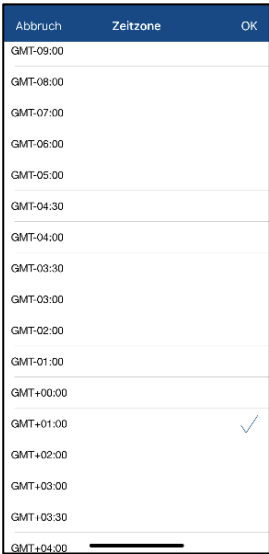 Abbruch Zeitzone OK
GMT-09:00
GMT-08:00
GMT-07:00
GMT-06:00
GMT-05:00
GMT-04:30
GMT-04:00
GMT-03:30
GMT-03:00
GMT-02:00
GMT-01:00
GMT+00:00
GMT+01:00
GMT+02:00
GMT+03:00
GMT+03:30
GMT+04:00